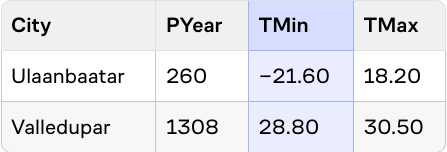 City PYear TMin TMax
Ulaanbaatar 260 −21.60 18.20
Valledupar 1308 28.80 30.50